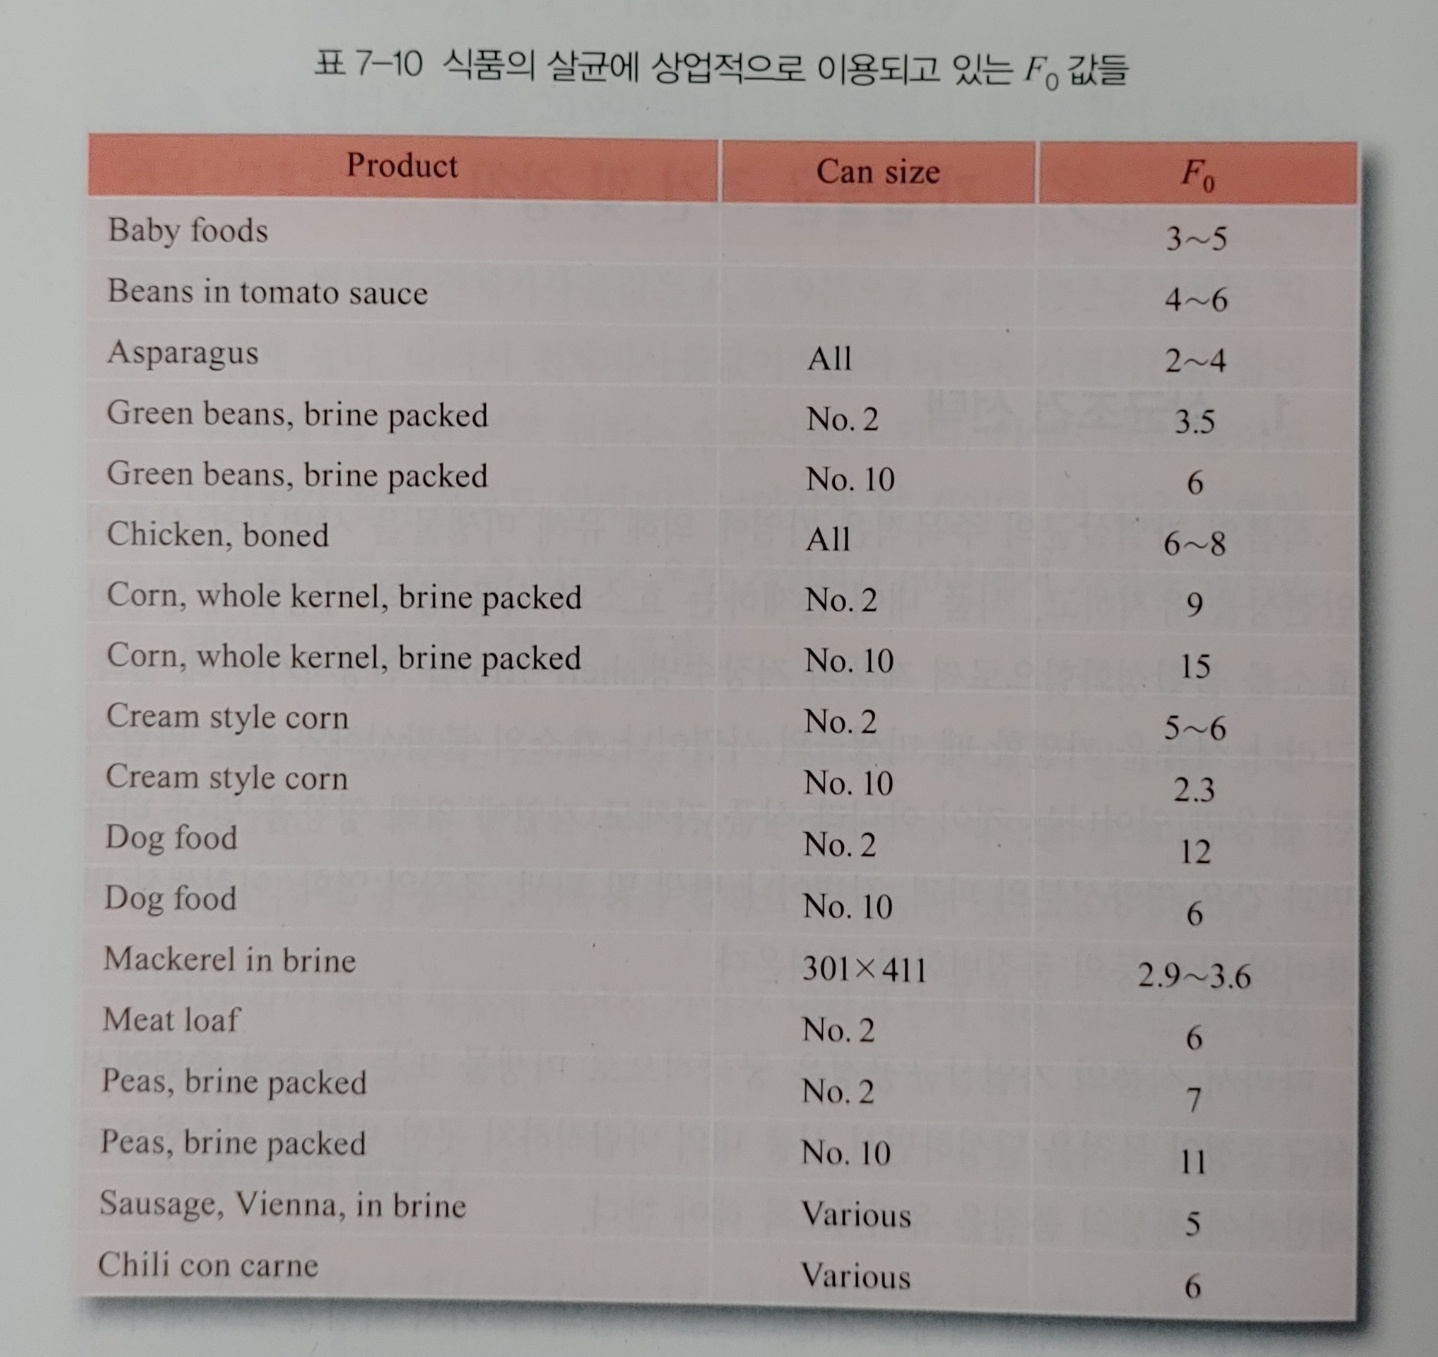 표 7-10 식품의 살균에 상업적으로 이용되고 있는 F0 값들
Product Can size F0
Baby foods 3~5
Beans in tomato sauce 4~6
Asparagus All 2~4
Green beans, brine packed No. 2 3.5
Green beans, brine packed No. 10 6
Chicken, boned All 6~8
Corn, whole kernel, brine packed No. 2 9
Corn, whole kernel, brine packed No. 10 15
Cream style corn No. 2 5~6
Cream style corn No. 10 2.3
Dog food No. 2 12
Dog food No. 10 6
Mackerel in brine 301×411 2.9~3.6
Meat loaf No. 2 6
Peas, brine packed No. 2 7
Peas, brine packed No. 10 11
Sausage, Vienna, in brine Various 5
Chili con carne Various 6